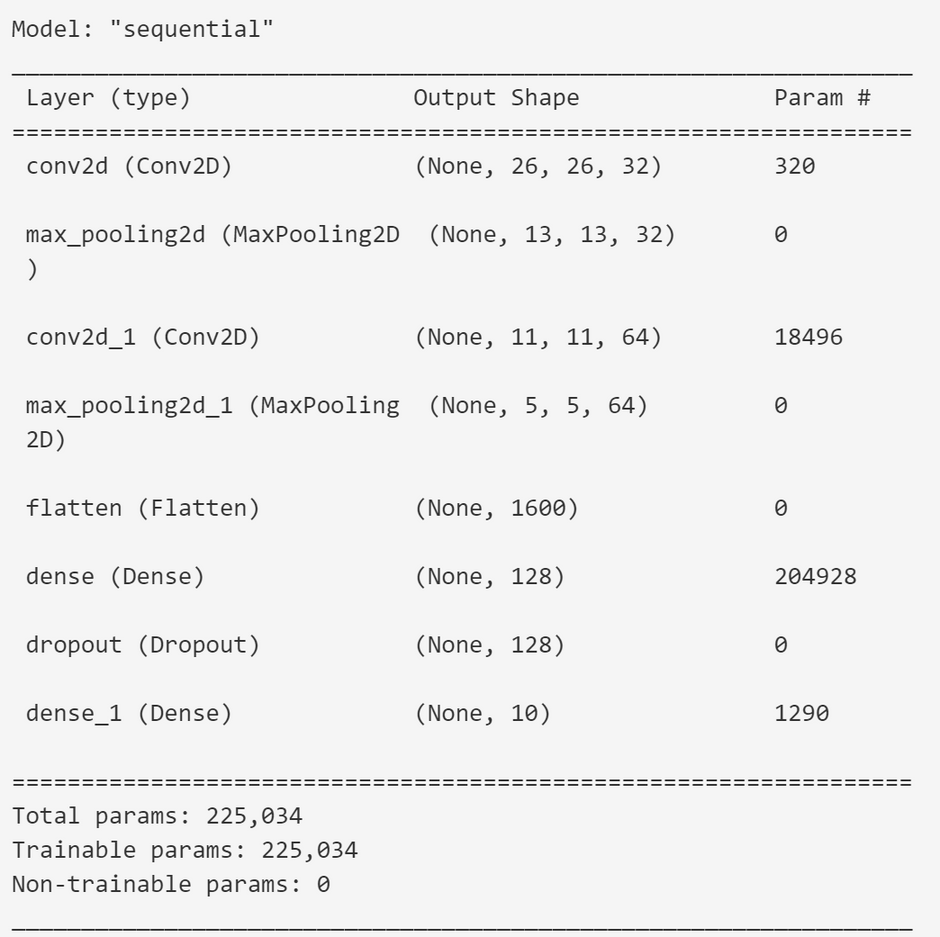 Model: "sequential"
_________________________________________________________________
 Layer (type)                Output Shape              Param #
=================================================================
 conv2d (Conv2D)             (None, 26, 26, 32)        320
 max_pooling2d (MaxPooling2D  (None, 13, 13, 32)       0
 )
 conv2d_1 (Conv2D)           (None, 11, 11, 64)        18496
 max_pooling2d_1 (MaxPooling  (None, 5, 5, 64)         0
 2D)
 flatten (Flatten)           (None, 1600)              0
 dense (Dense)               (None, 128)               204928
 dropout (Dropout)           (None, 128)               0
 dense_1 (Dense)             (None, 10)                1290
=================================================================
Total params: 225,034
Trainable params: 225,034
Non-trainable params: 0
_________________________________________________________________